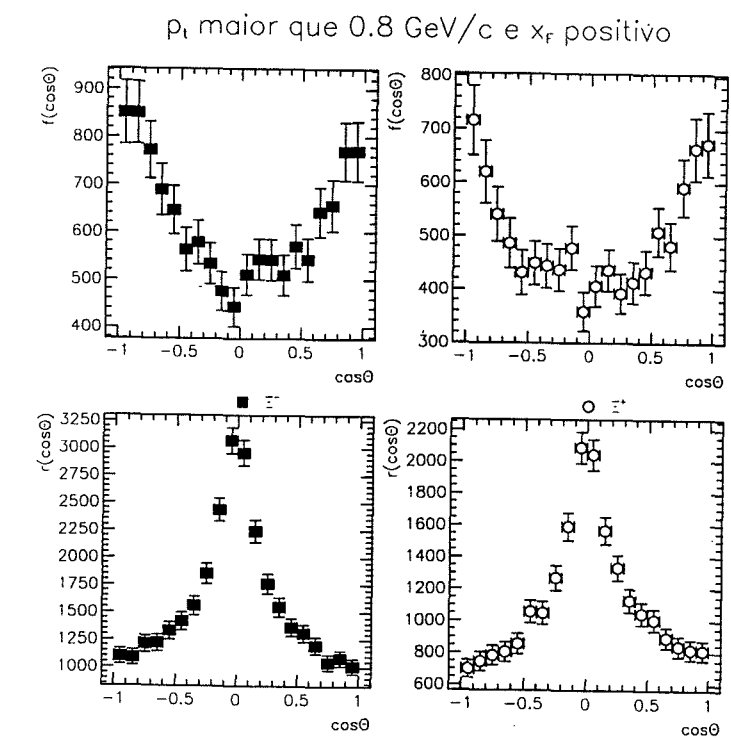 pₜ maior que 0.8 GeV/c e x_F positivo
f(cosΘ)
900
800
700
600
500
400
−1 −0.5 0 0.5 1
cosΘ
f(cosΘ)
800
700
600
500
400
300
−1 −0.5 0 0.5 1
cosΘ
Ξ⁻
r(cosΘ)
3250
3000
2750
2500
2250
2000
1750
1500
1250
1000
−1 −0.5 0 0.5 1
cosΘ
Ξ⁺
r(cosΘ)
2200
2000
1800
1600
1400
1200
1000
800
600
−1 −0.5 0 0.5 1
cosΘ